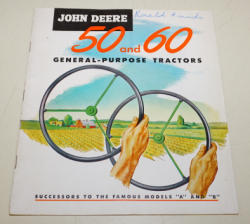 JOHN DEERE
50 and 60
GENERAL-PURPOSE TRACTORS
SUCCESSORS TO THE FAMOUS MODELS "A" AND "B"